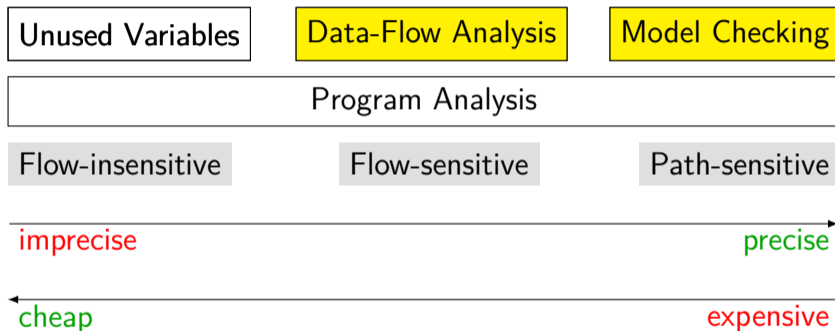 Unused Variables Data-Flow Analysis Model Checking
Program Analysis
Flow-insensitive Flow-sensitive Path-sensitive
imprecise precise
cheap expensive